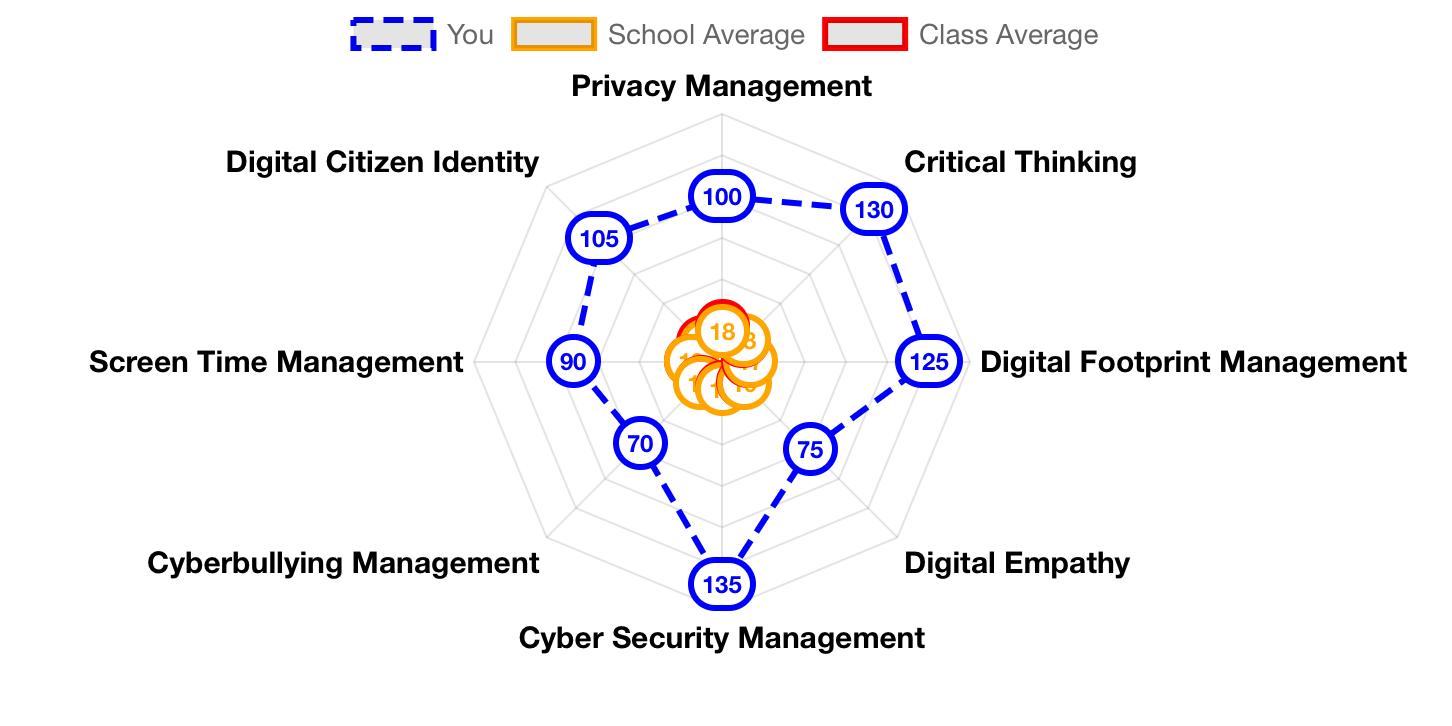 You School Average Class Average
Privacy Management
Digital Citizen Identity Critical Thinking
100
130
105
18
Screen Time Management 90 125 Digital Footprint Management
70 75
Cyberbullying Management Digital Empathy
135
Cyber Security Management